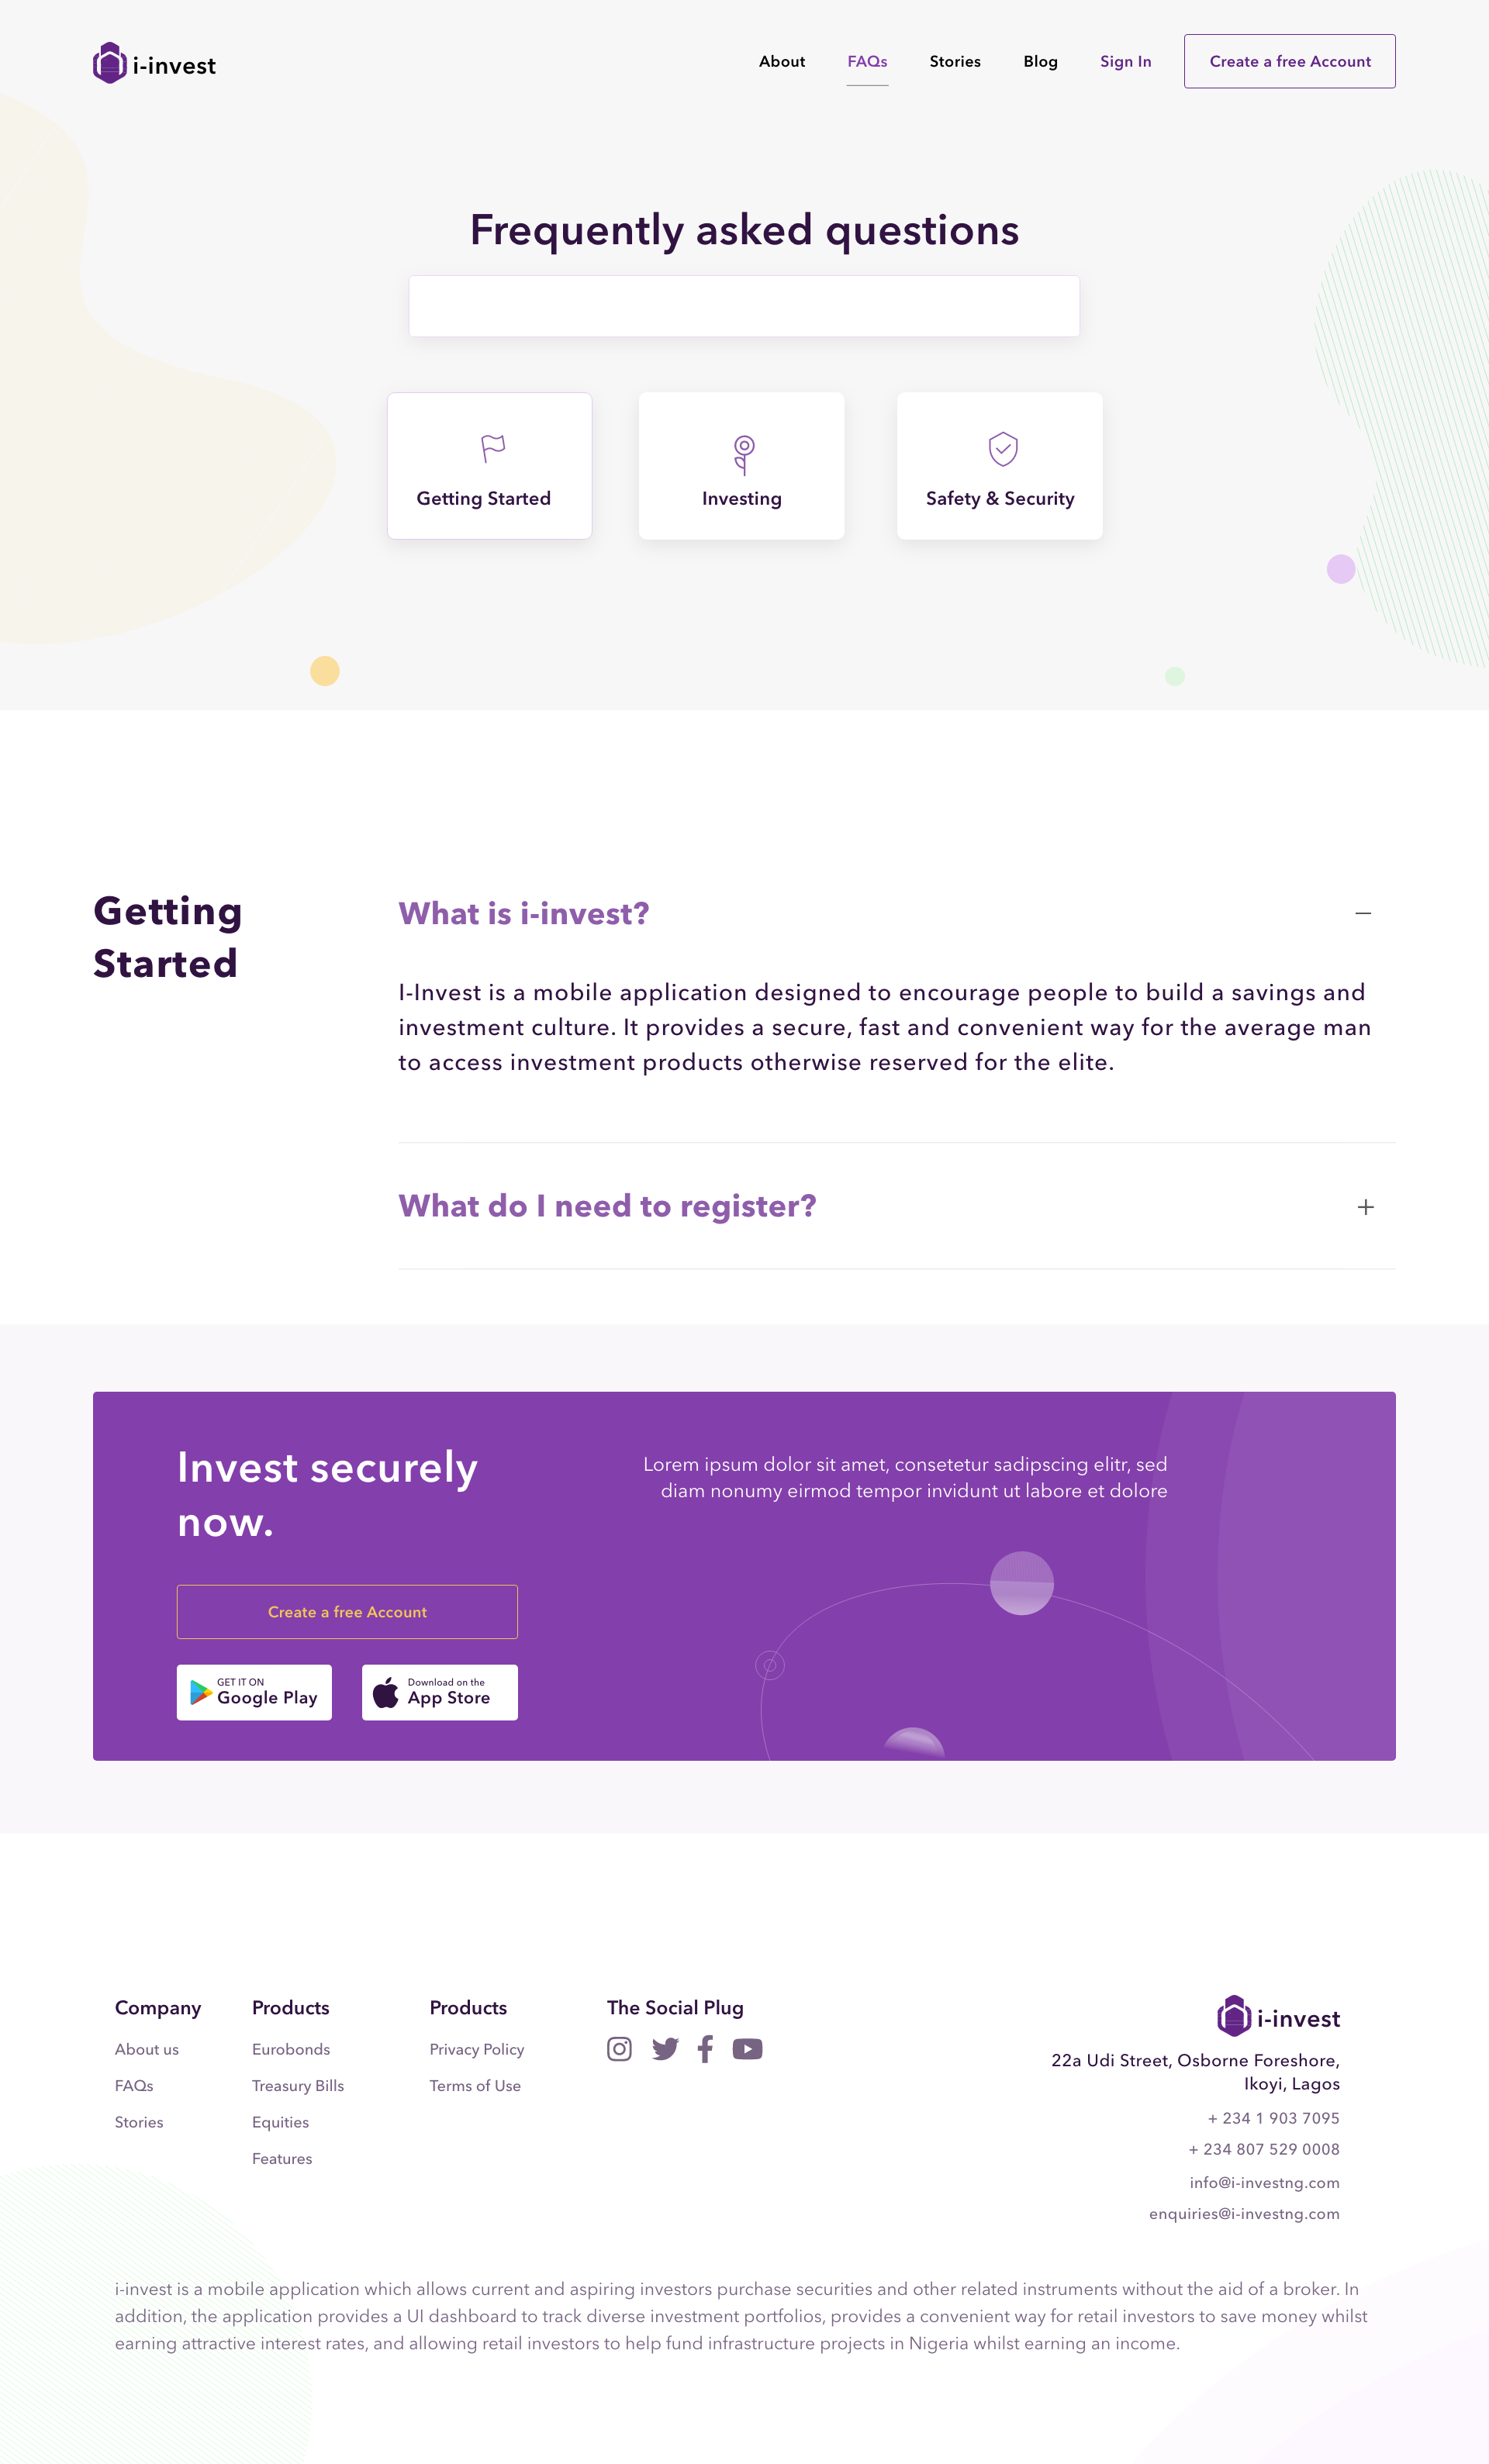 i-invest
About
FAQs
Stories
Blog
Sign In
Create a free Account
Frequently asked questions
Getting Started
Investing
Safety & Security
Getting
Started
What is i-invest?
I-Invest is a mobile application designed to encourage people to build a savings and
investment culture. It provides a secure, fast and convenient way for the average man
to access investment products otherwise reserved for the elite.
What do I need to register?
Invest securely
now.
Lorem ipsum dolor sit amet, consetetur sadipscing elitr, sed
diam nonumy eirmod tempor invidunt ut labore et dolore
Create a free Account
GET IT ON
Google Play
Download on the
App Store
Company
About us
FAQs
Stories
Products
Eurobonds
Treasury Bills
Equities
Features
Products
Privacy Policy
Terms of Use
The Social Plug
i-invest
22a Udi Street, Osborne Foreshore,
Ikoyi, Lagos
+ 234 1 903 7095
+ 234 807 529 0008
info@i-investng.com
enquiries@i-investng.com
i-invest is a mobile application which allows current and aspiring investors purchase securities and other related instruments without the aid of a broker. In
addition, the application provides a UI dashboard to track diverse investment portfolios, provides a convenient way for retail investors to save money whilst
earning attractive interest rates, and allowing retail investors to help fund infrastructure projects in Nigeria whilst earning an income.